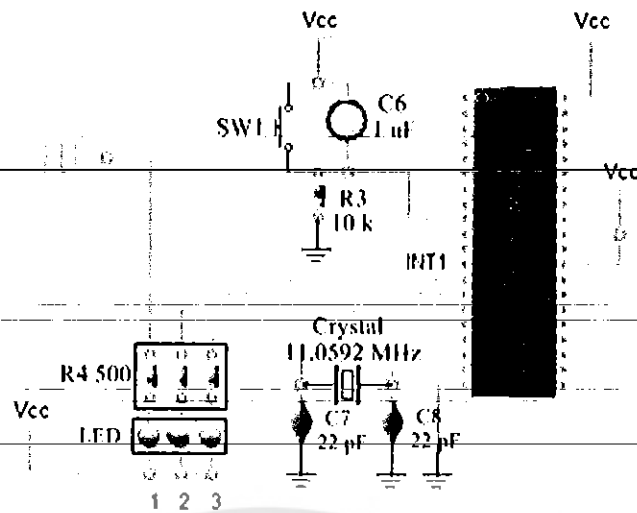 Vcc
Vcc
C6
SW1
1 uF
Vcc
R3
10 k
INT1
Crystal
11.0592 MHz
R4 500
Vcc
C7
C8
LED
22 pF
22 pF
1 2 3